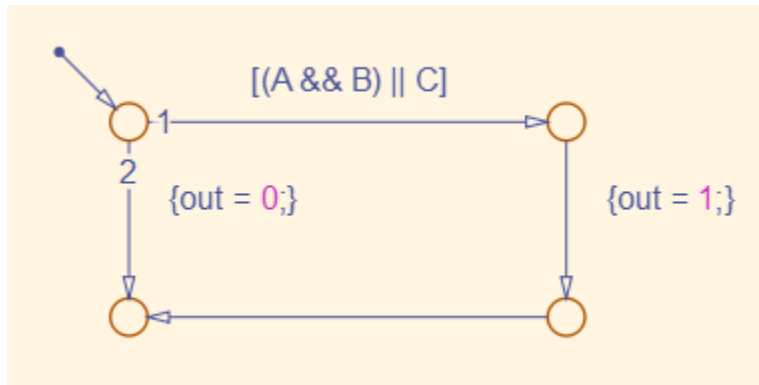 [(A && B) || C]
1
2
{out = 0;}
{out = 1;}